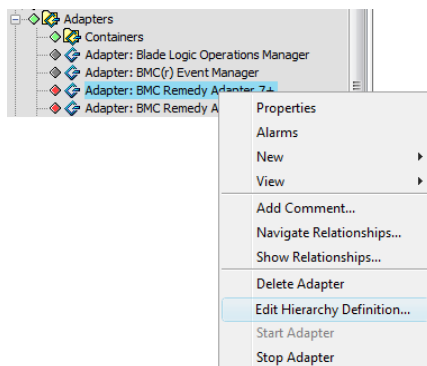 Adapters
Containers
Adapter: Blade Logic Operations Manager
Adapter: BMC(r) Event Manager
Adapter: BMC Remedy Adapter 7+
Adapter: BMC Remedy A
Properties
Alarms
New
View
Add Comment...
Navigate Relationships...
Show Relationships...
Delete Adapter
Edit Hierarchy Definition...
Start Adapter
Stop Adapter